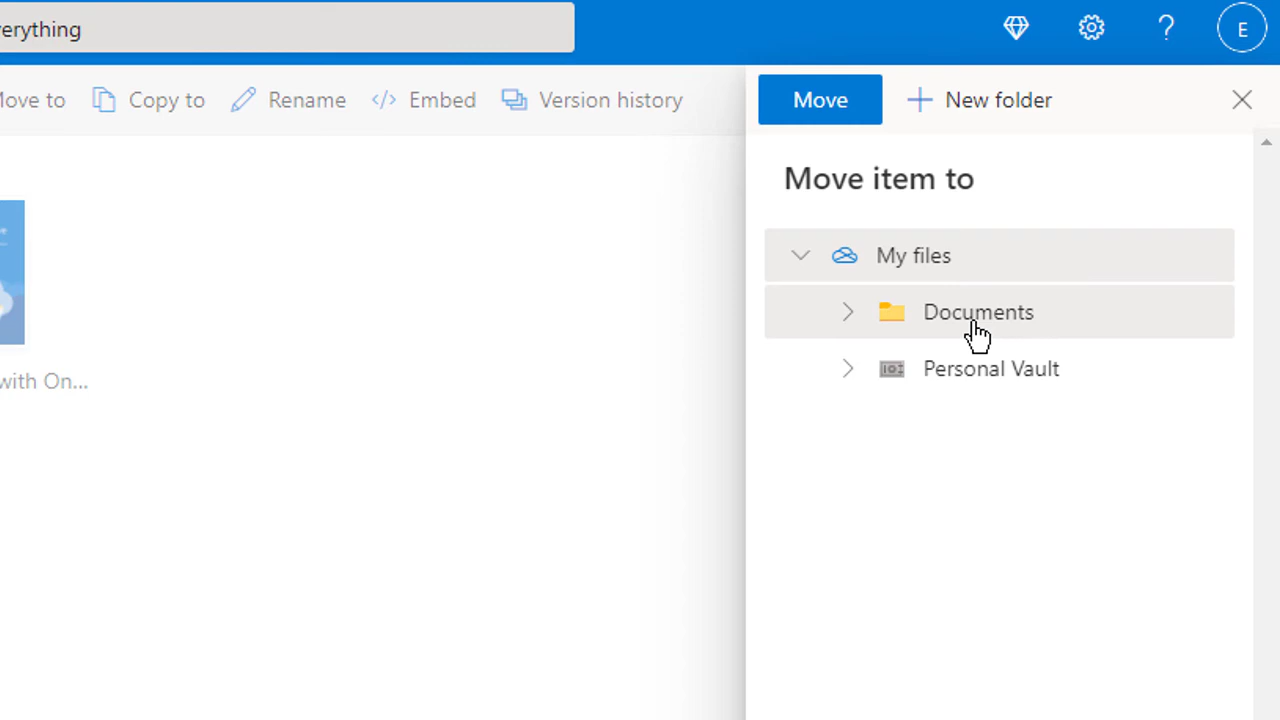 erything
E
ove to
Copy to
Rename
Embed
Version history
Move
New folder
Move item to
My files
Documents
Personal Vault
with On...